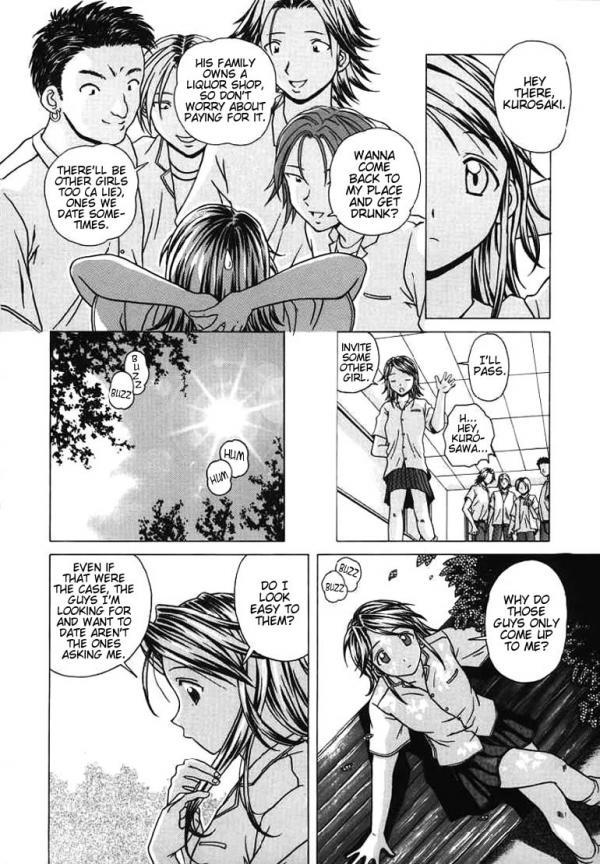 HEY
THERE,
KUROSAKI.
WANNA
COME
BACK TO
MY PLACE
AND GET
DRUNK?
HIS FAMILY
OWNS A
LIQUOR SHOP,
SO DON'T
WORRY ABOUT
PAYING FOR IT.
THERE'LL BE
OTHER GIRLS
TOO (A LIE),
ONES WE
DATE SOME-
TIMES.
I'LL
PASS.
INVITE
SOME
OTHER
GIRL.
H...
HEY,
KURO-
SAWA...
BUZZ
BUZZ
HUM
HUM
WHY DO
THOSE
GUYS ONLY
COME UP
TO ME?
BUZZ
BUZZ
DO I
LOOK
EASY TO
THEM?
EVEN IF
THAT WERE
THE CASE, THE
GUYS I'M
LOOKING FOR
AND WANT TO
DATE AREN'T
THE ONES
ASKING ME.